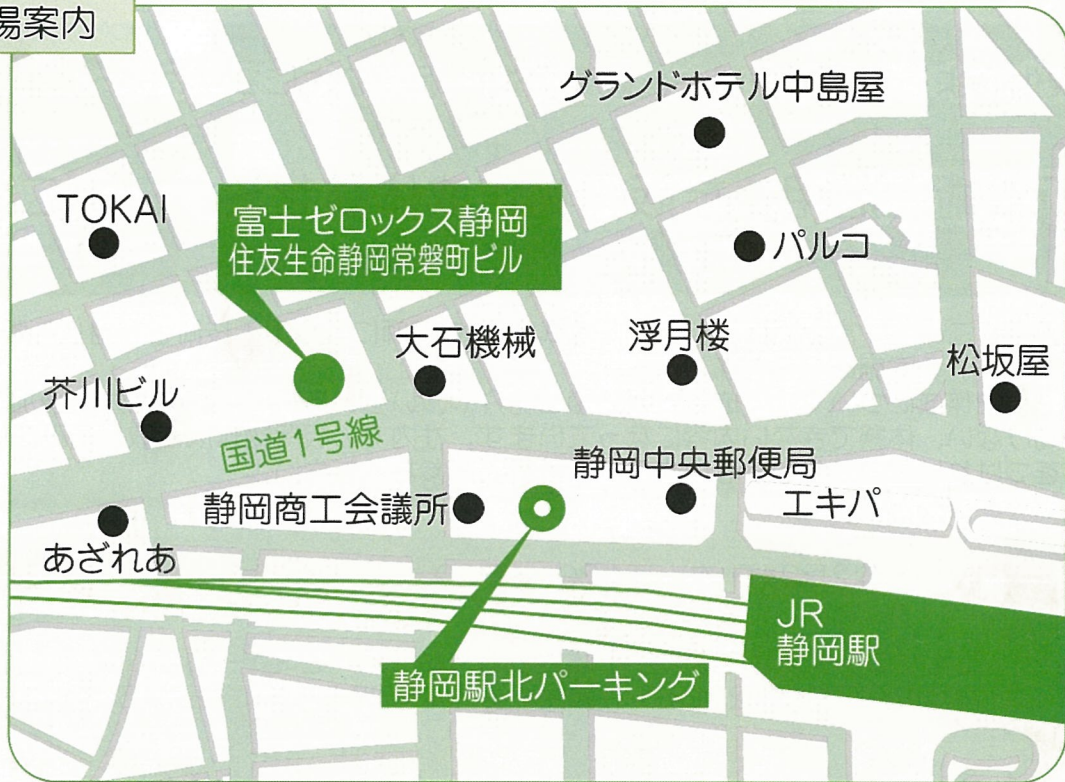 場案内
グランドホテル中島屋
TOKAI
富士ゼロックス静岡
住友生命静岡常磐町ビル
パルコ
大石機械
浮月楼
松坂屋
芥川ビル
国道1号線
静岡中央郵便局
静岡商工会議所
エキパ
あざれあ
JR
静岡駅
静岡駅北パーキング